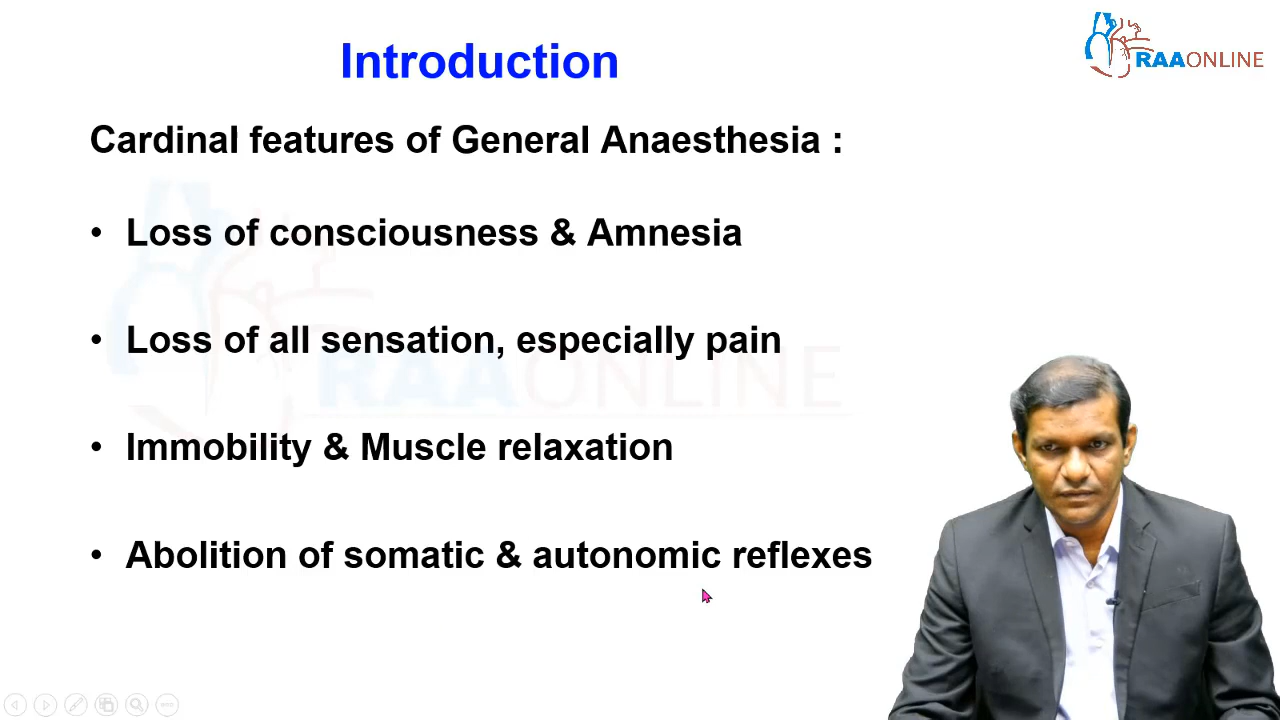 Introduction
RAAONLINE
Cardinal features of General Anaesthesia :
• Loss of consciousness & Amnesia
• Loss of all sensation, especially pain
RAAONLINE
• Immobility & Muscle relaxation
• Abolition of somatic & autonomic reflexes